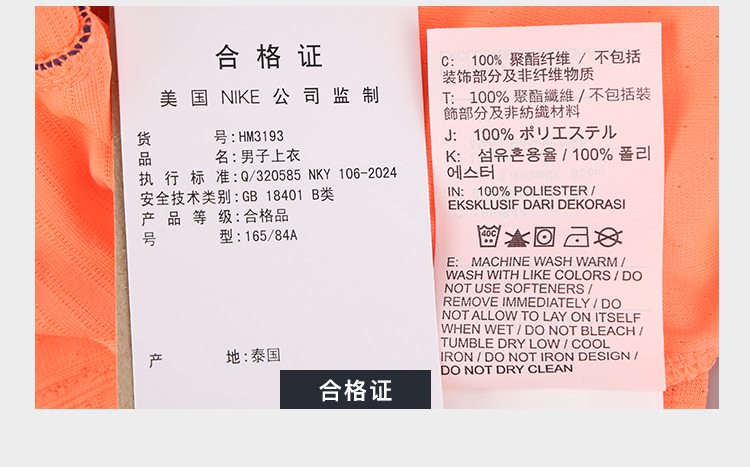 合格证
美国 NIKE 公司监制
货号:HM3193
品名:男子上衣
执行标准:Q/320585 NKY 106-2024
安全技术类别:GB 18401 B类
产品等级:合格品
号型:165/84A
产地:泰国
合格证
C: 100% 聚酯纤维 / 不包括
装饰部分及非纤维物质
T: 100% 聚酯纖維 / 不包括裝
飾部分及非紡織材料
J: 100% ポリエステル
K: 섬유혼용율 / 100% 폴리
에스터
IN: 100% POLIESTER /
EKSKLUSIF DARI DEKORASI
40C
E: MACHINE WASH WARM /
WASH WITH LIKE COLORS / DO
NOT USE SOFTENERS /
REMOVE IMMEDIATELY / DO
NOT ALLOW TO LAY ON ITSELF
WHEN WET / DO NOT BLEACH /
TUMBLE DRY LOW / COOL
IRON / DO NOT IRON DESIGN /
DO NOT DRY CLEAN